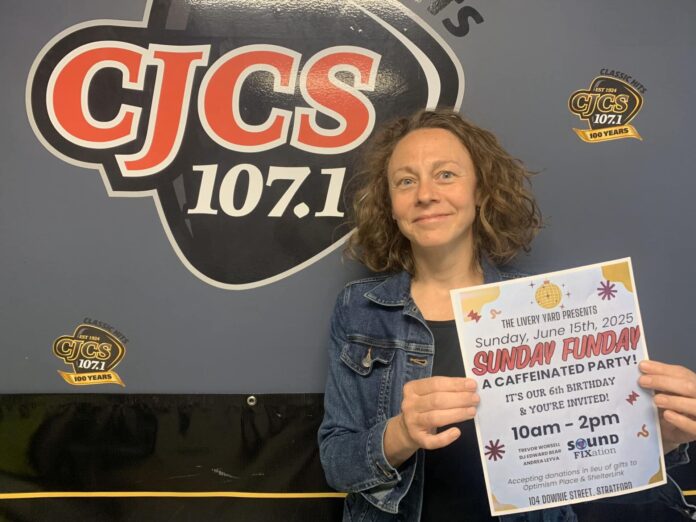 Hits
CJCS
107.1
CLASSIC HITS
EST 1924
CJCS
107.1
100 YEARS
CLASSIC HITS
EST 1924
CJCS
107.1
100 YEARS
THE LIVERY YARD PRESENTS
Sunday, June 15th, 2025
SUNDAY FUNDAY
A CAFFEINATED PARTY!
IT'S OUR 6th BIRTHDAY
& YOU'RE INVITED!
10am - 2pm
TREVOR WORSELL
DJ EDWARD BEAR
ANDREA LEVVA
SOUND
FIXation
Accepting donations in lieu of gifts to
Optimism Place & ShelterLink
104 DOWNIE STREET, STRATFORD